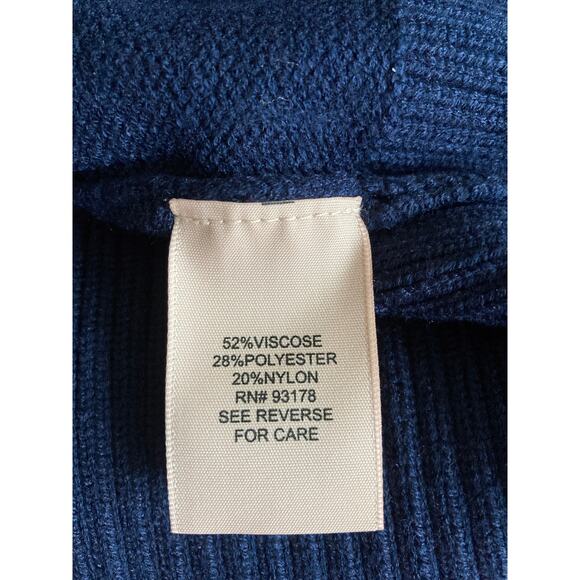 52%VISCOSE
28%POLYESTER
20%NYLON
RN# 93178
SEE REVERSE
FOR CARE